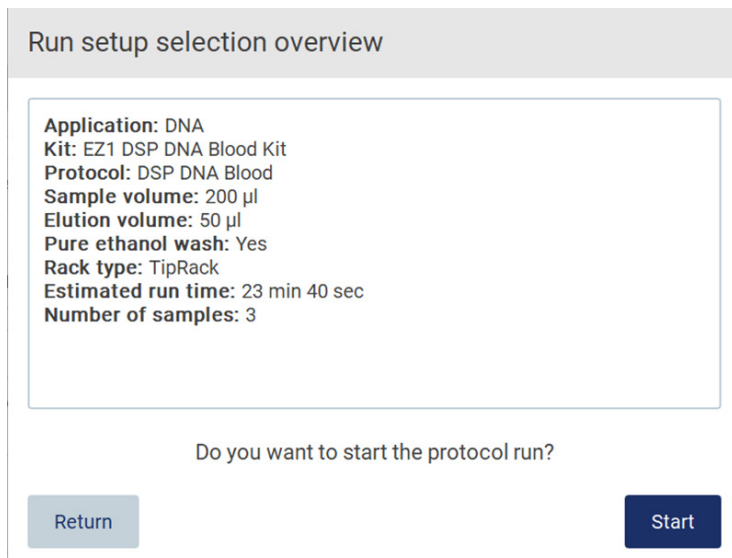 Run setup selection overview
Application: DNA
Kit: EZ1 DSP DNA Blood Kit
Protocol: DSP DNA Blood
Sample volume: 200 µl
Elution volume: 50 µl
Pure ethanol wash: Yes
Rack type: TipRack
Estimated run time: 23 min 40 sec
Number of samples: 3
Do you want to start the protocol run?
Return
Start